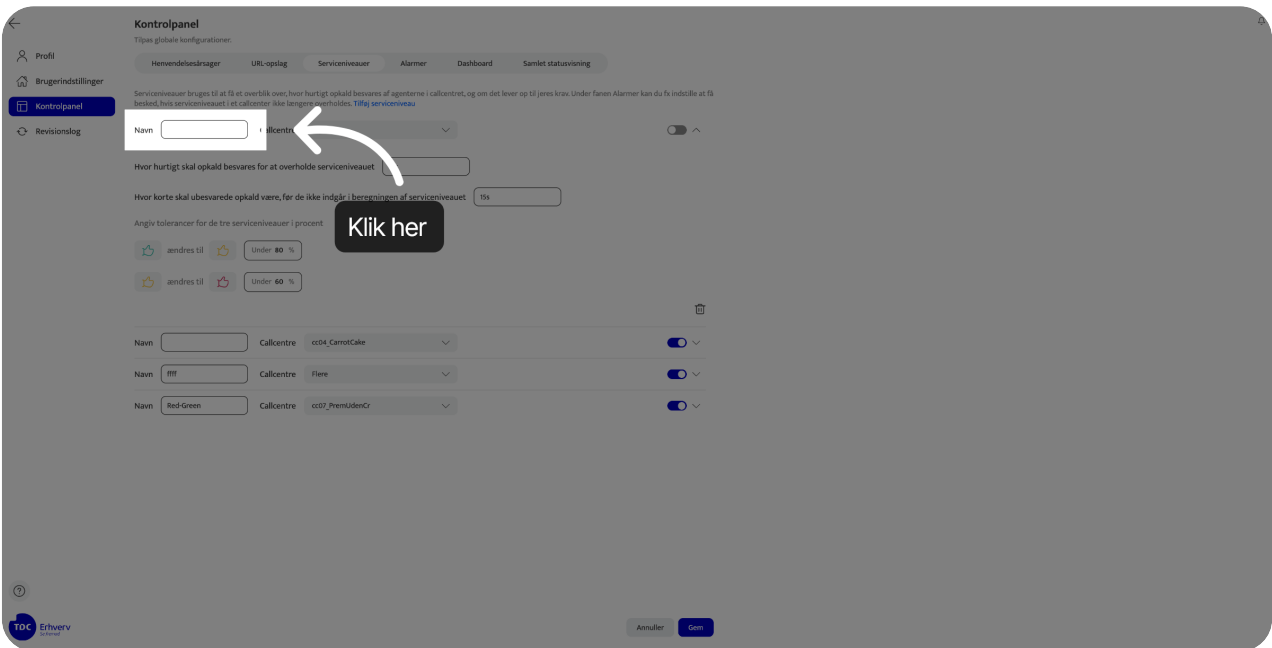 Kontrolpanel
Tilpas globale konfigurationer.
Profil
Brugerindstillinger
Kontrolpanel
Revisionslog
Henvendelsesårsager
URL-opslag
Serviceniveauer
Alarmer
Dashboard
Samlet statusvisning
Serviceniveauer bruges til at få et overblik over, hvor hurtigt opkald besvares af agenterne i callcentret, og om det lever op til jeres krav. Under fanen Alarmer kan du fx indstille at få
besked, hvis serviceniveauet i et callcenter ikke længere overholdes. Tilføj serviceniveau
Navn
Hvor hurtigt skal opkald besvares for at overholde serviceniveauet
Hvor korte skal ubesvarede opkald være, før de ikke indgår i beregningen af serviceniveauet 15s
Angiv tolerancer for de tre serviceniveauer i procent
Klik her
ændres til Under 80 %
ændres til Under 60 %
Navn Callcentre cc04_CarrotCake
Navn ffff Callcentre Flere
Navn Red-Green Callcentre cc07_PremUdenCr
?
TDC Erhverv
Annuller Gem